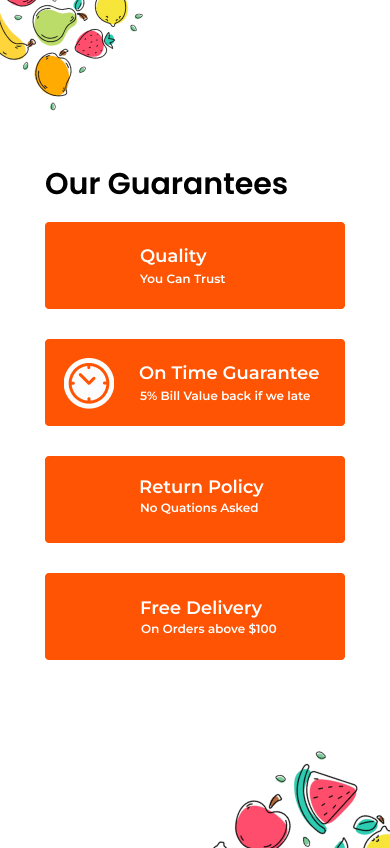 Our Guarantees
Quality
You Can Trust
On Time Guarantee
5% Bill Value back if we late
Return Policy
No Quations Asked
Free Delivery
On Orders above $100